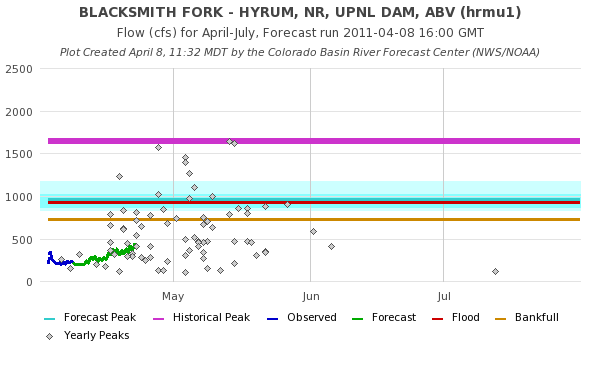 BLACKSMITH FORK - HYRUM, NR, UPNL DAM, ABV (hrmu1)
Flow (cfs) for April-July, Forecast run 2011-04-08 16:00 GMT
Plot Created April 8, 11:32 MDT by the Colorado Basin River Forecast Center (NWS/NOAA)
2500
2000
1500
1000
500
0
May Jun Jul
Forecast Peak Historical Peak Observed Forecast Flood Bankfull
Yearly Peaks